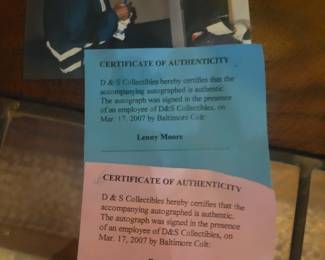 CERTIFICATE OF AUTHENTICITY
D & S Collectibles hereby certifies that the
accompanying autographed is authentic.
The autograph was signed in the presence
of an employee of D&S Collectibles, on
Mar. 17, 2007 by Baltimore Colt:
Lenny Moore
CERTIFICATE OF AUTHENTICITY
D & S Collectibles hereby certifies that the
accompanying autographed is authentic.
The autograph was signed in the presence
of an employee of D&S Collectibles, on
Mar. 17, 2007 by Baltimore Colt: